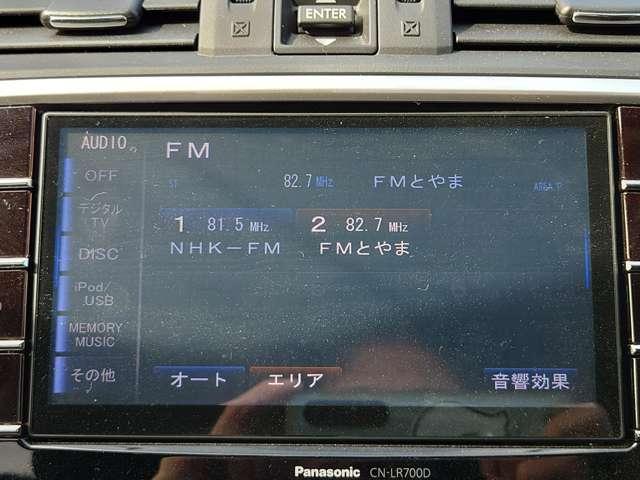 ENTER
AUDIO
FM
OFF
ST 82.7 MHz FMとやま AREA P
デジタル
TV
1 81.5 MHz 2 82.7 MHz
NHK-FM FMとやま
DISC
iPod/
USB
MEMORY
MUSIC
その他
オート エリア 音響効果
Panasonic CN-LR700D